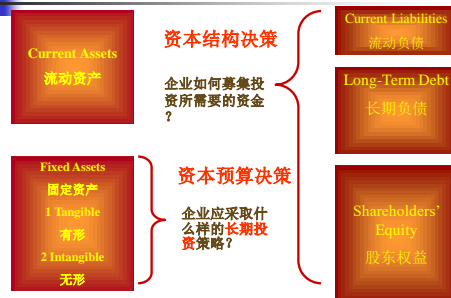 Current Assets
流动资产
Fixed Assets
固定资产
1 Tangible
有形
2 Intangible
无形
资本结构决策
企业如何募集投
资所需要的资金
？
资本预算决策
企业应采取什
么样的长期投
资策略？
Current Liabilities
流动负债
Long-Term Debt
长期负债
Shareholders’
Equity
股东权益